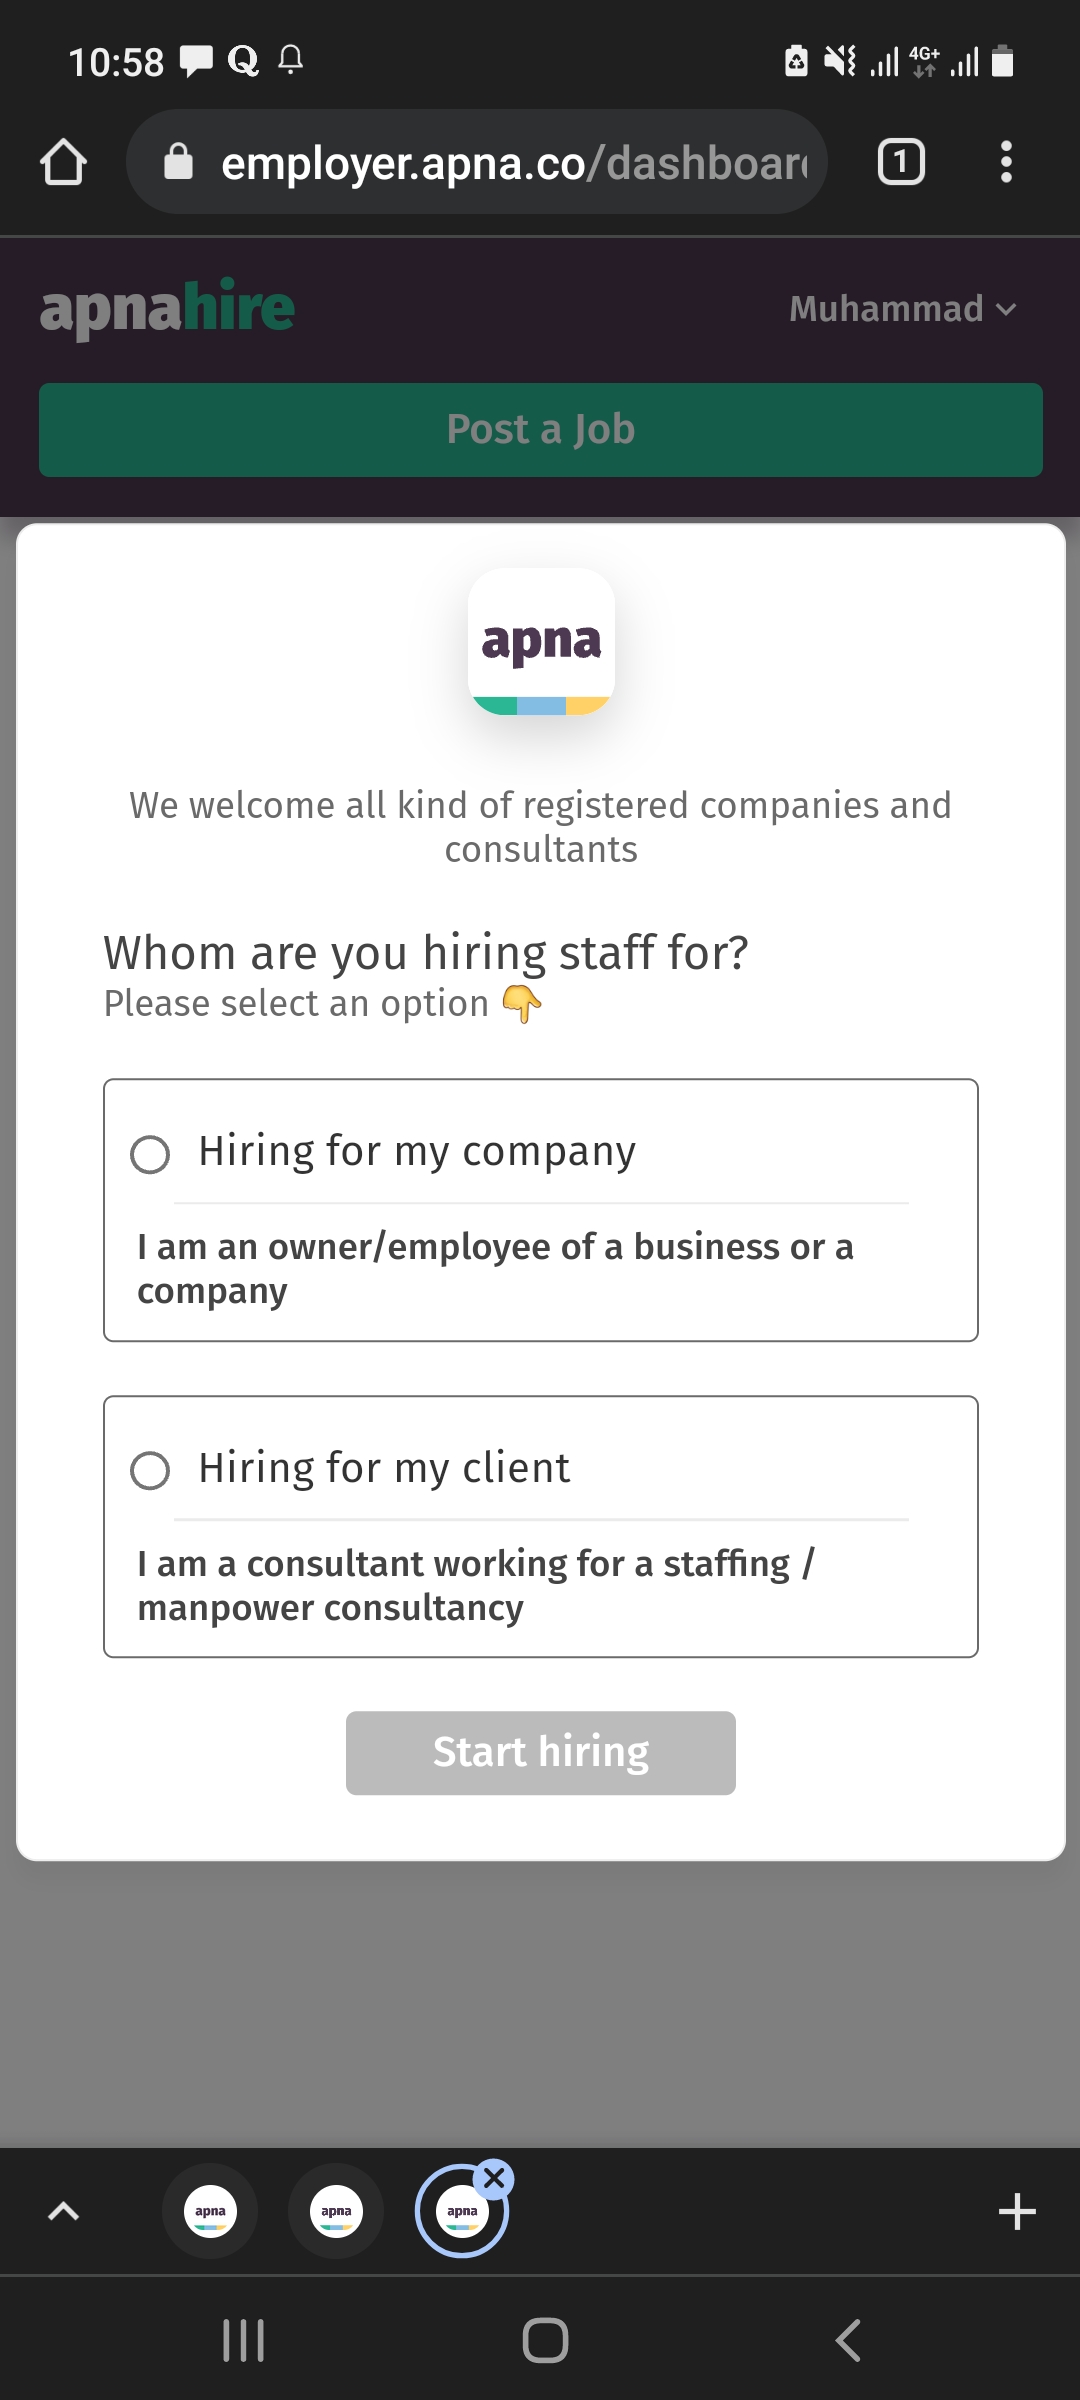 10:58
4G+
employer.apna.co/dashboar
1
apnahire
Muhammad
Post a Job
apna
We welcome all kind of registered companies and
consultants
Whom are you hiring staff for?
Please select an option 👇
Hiring for my company
I am an owner/employee of a business or a
company
Hiring for my client
I am a consultant working for a staffing /
manpower consultancy
Start hiring
apna apna apna